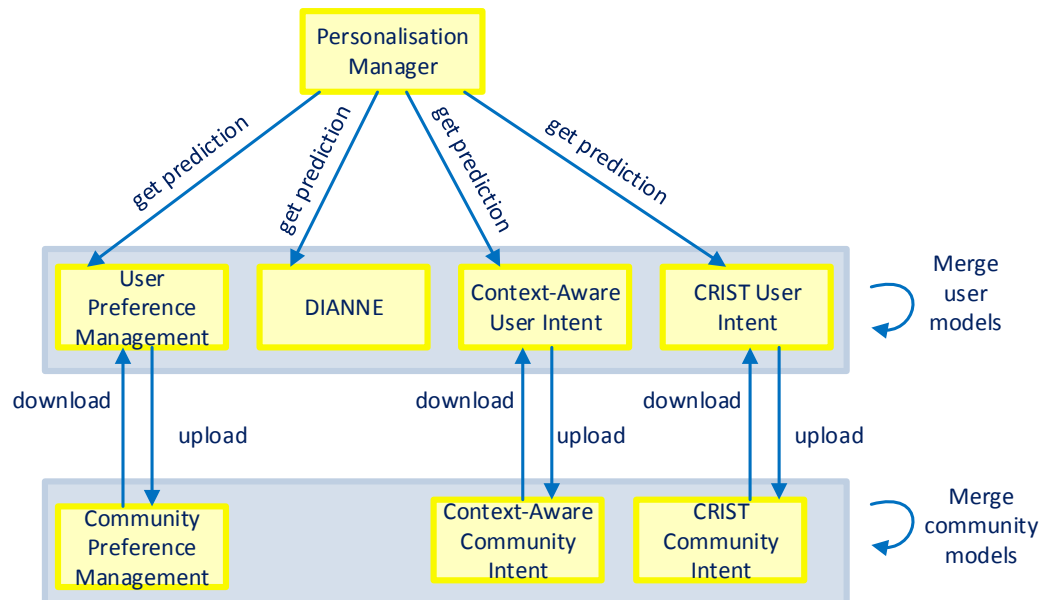 Personalisation
Manager
get prediction
get prediction
get prediction
get prediction
User
Preference
Management
DIANNE
Context-Aware
User Intent
CRIST User
Intent
Merge
user
models
download
upload
download
upload
download
upload
Community
Preference
Management
Context-Aware
Community
Intent
CRIST
Community
Intent
Merge
community
models